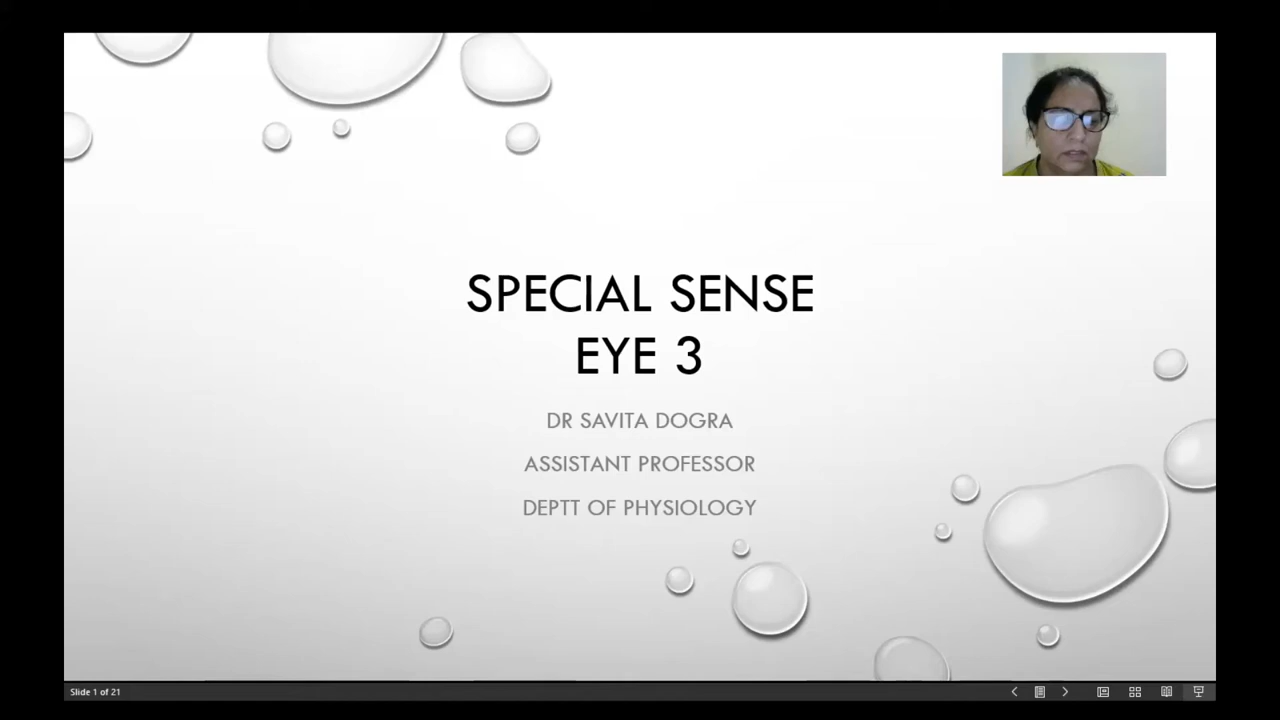 SPECIAL SENSE
EYE 3
DR SAVITA DOGRA
ASSISTANT PROFESSOR
DEPTT OF PHYSIOLOGY
Slide 1 of 21